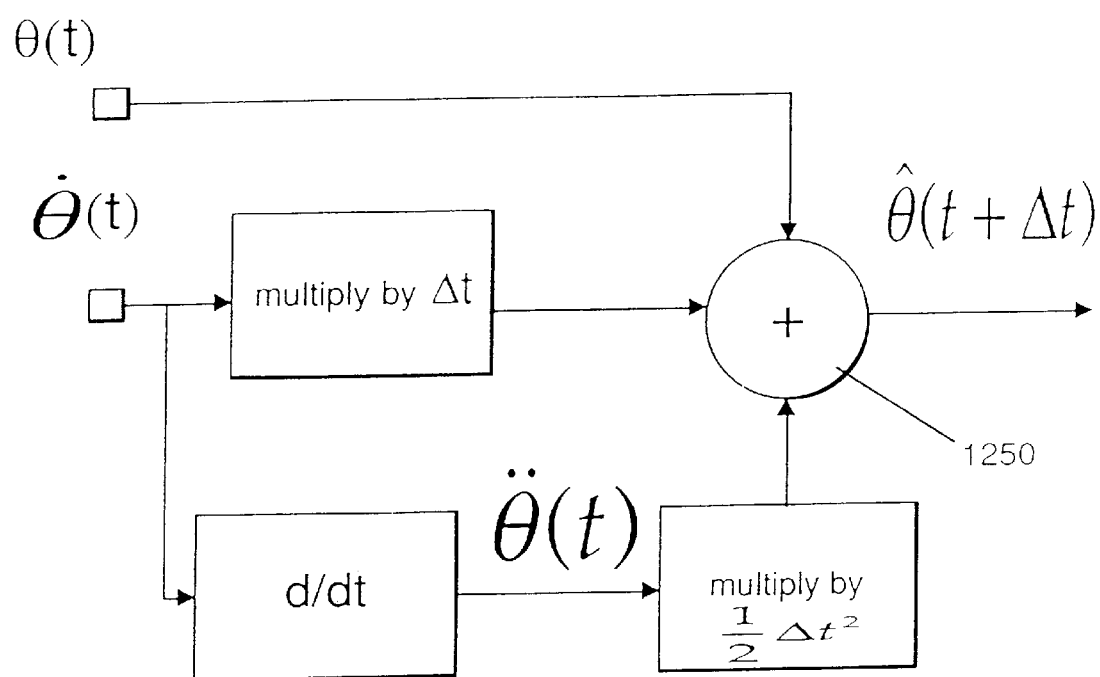 θ(t)
θ̇(t)
multiply by Δt
+
θ̂(t + Δt)
1250
d/dt
θ̈(t)
multiply by
1/2 Δt²